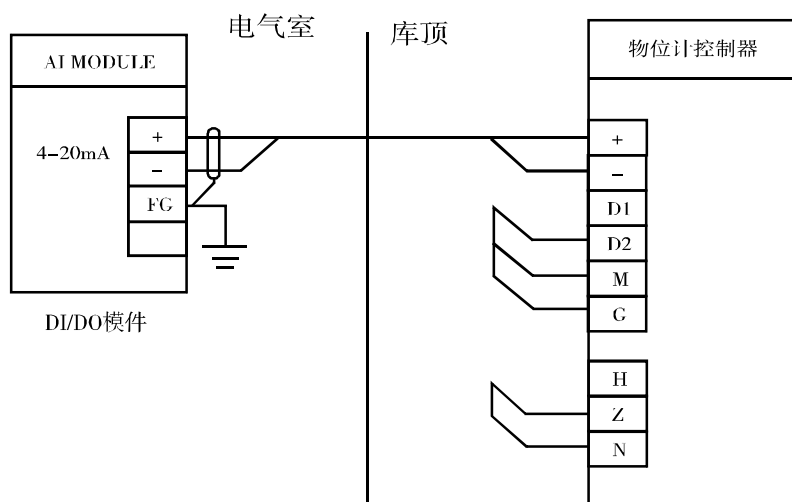 电气室
库顶
AI MODULE
4-20mA
+
-
FG
DI/DO模件
物位计控制器
+
-
D1
D2
M
G
H
Z
N